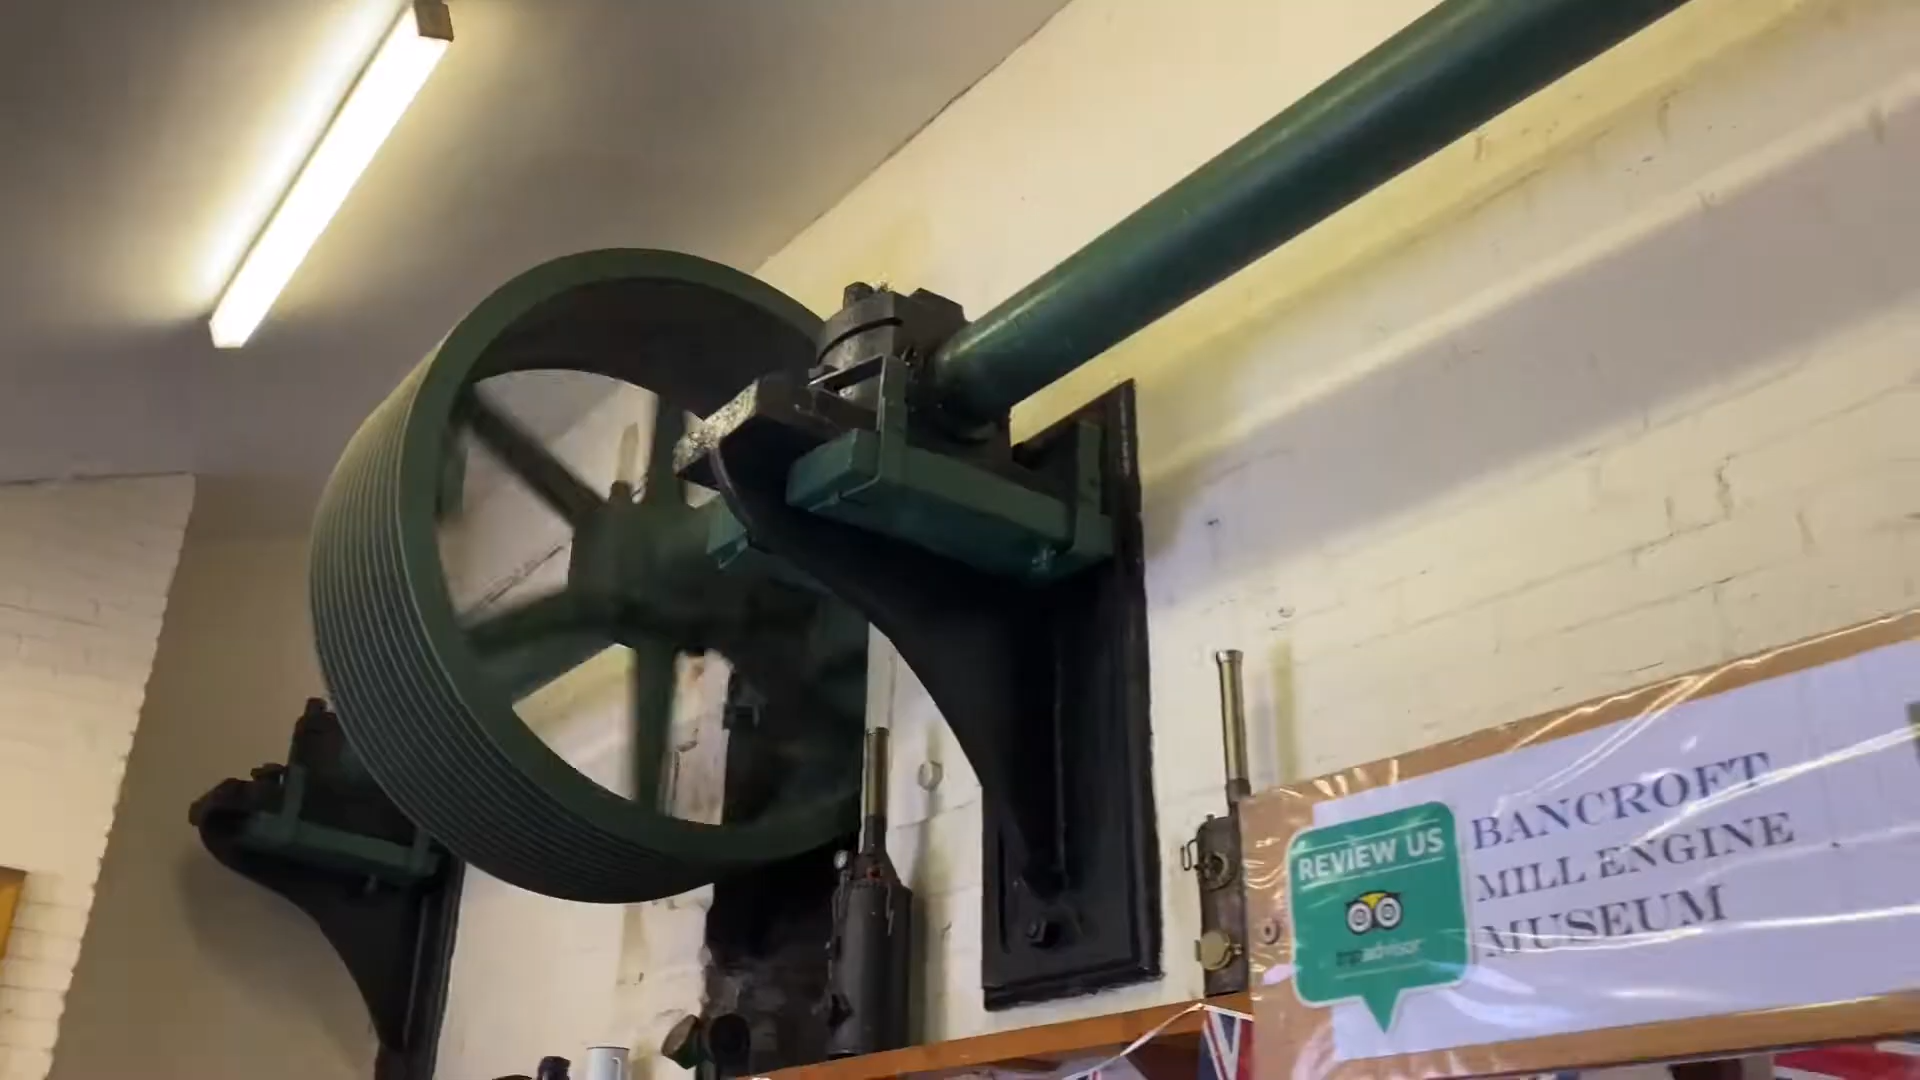 REVIEW US
tripadvisor
BANCROFT
MILL ENGINE
MUSEUM